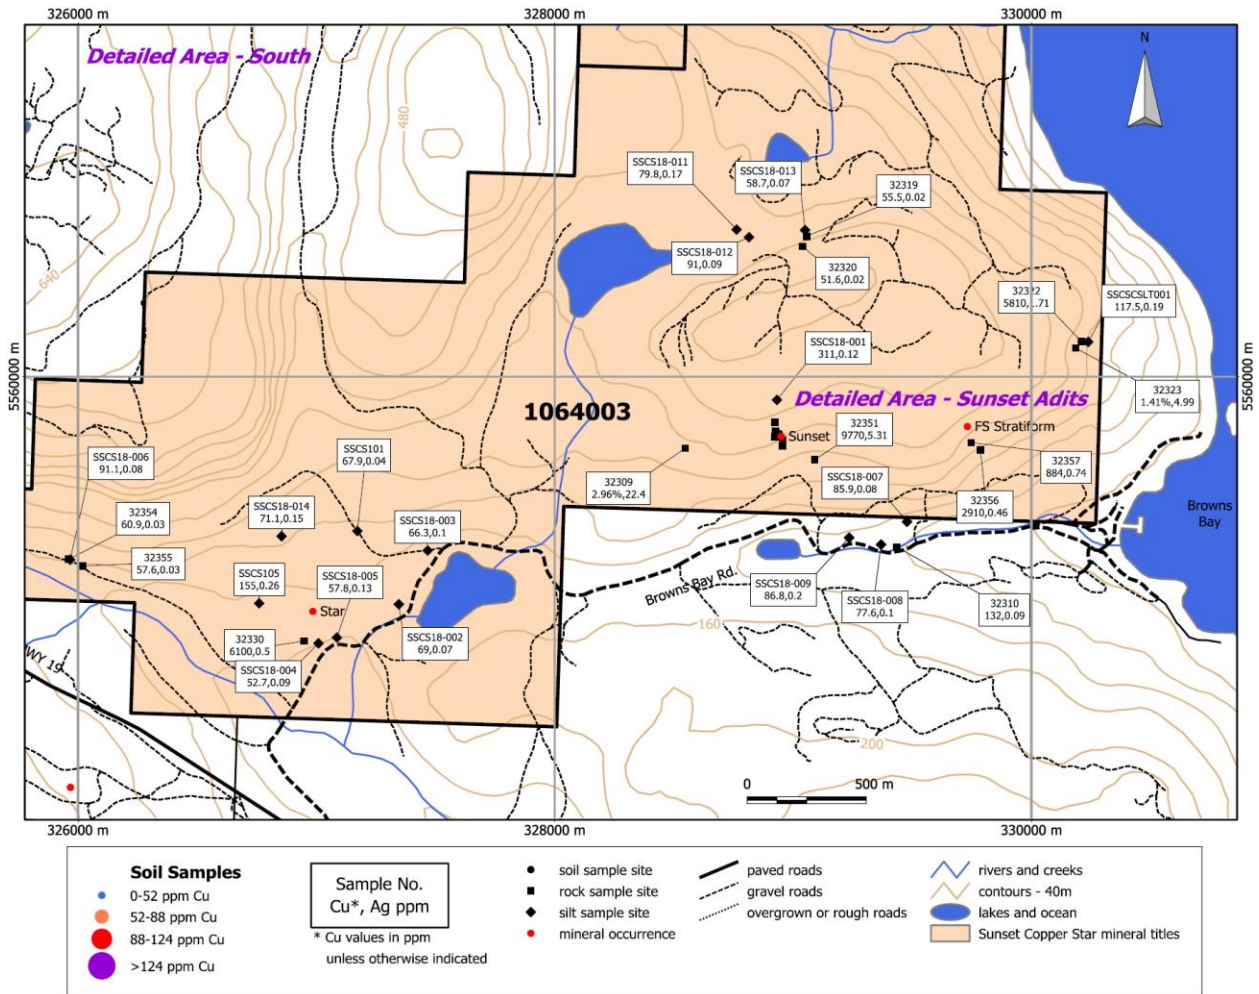 326000 m
328000 m
330000 m
Detailed Area - South
N
480
SSCS18-011
79.8,0.17
SSCS18-013
58.7,0.07
32319
55.5,0.02
SSCS18-012
91,0.09
32320
51.6,0.02
640
SSCSCSLT001
117.5,0.19
SSCS18-001
311,0.12
32323
1.41%,4.99
5560000 m
5560000 m
1064003
Detailed Area - Sunset Adits
Sunset
32351
9770,5.31
FS Stratiform
SSCS18-006
91.1,0.08
SSCS101
67.9,0.04
32309
2.96%,22.4
SSCS18-007
85.9,0.08
32357
884,0.74
32356
2910,0.46
Browns
Bay
32354
60.9,0.03
SSCS18-014
71.1,0.15
SSCS18-003
66.3,0.1
32355
57.6,0.03
SSCS105
155,0.26
SSCS18-005
57.8,0.13
Star
Browns Bay Rd.
SSCS18-009
86.8,0.2
SSCS18-008
77.6,0.1
32310
132,0.09
160
32330
6100,0.5
SSCS18-004
52.7,0.09
SSCS18-002
69,0.07
WY 19
200
0
500 m
326000 m
328000 m
330000 m
Soil Samples
0-52 ppm Cu
52-88 ppm Cu
88-124 ppm Cu
>124 ppm Cu
Sample No.
Cu*, Ag ppm
* Cu values in ppm
unless otherwise indicated
soil sample site
rock sample site
silt sample site
mineral occurrence
paved roads
gravel roads
overgrown or rough roads
rivers and creeks
contours - 40m
lakes and ocean
Sunset Copper Star mineral titles